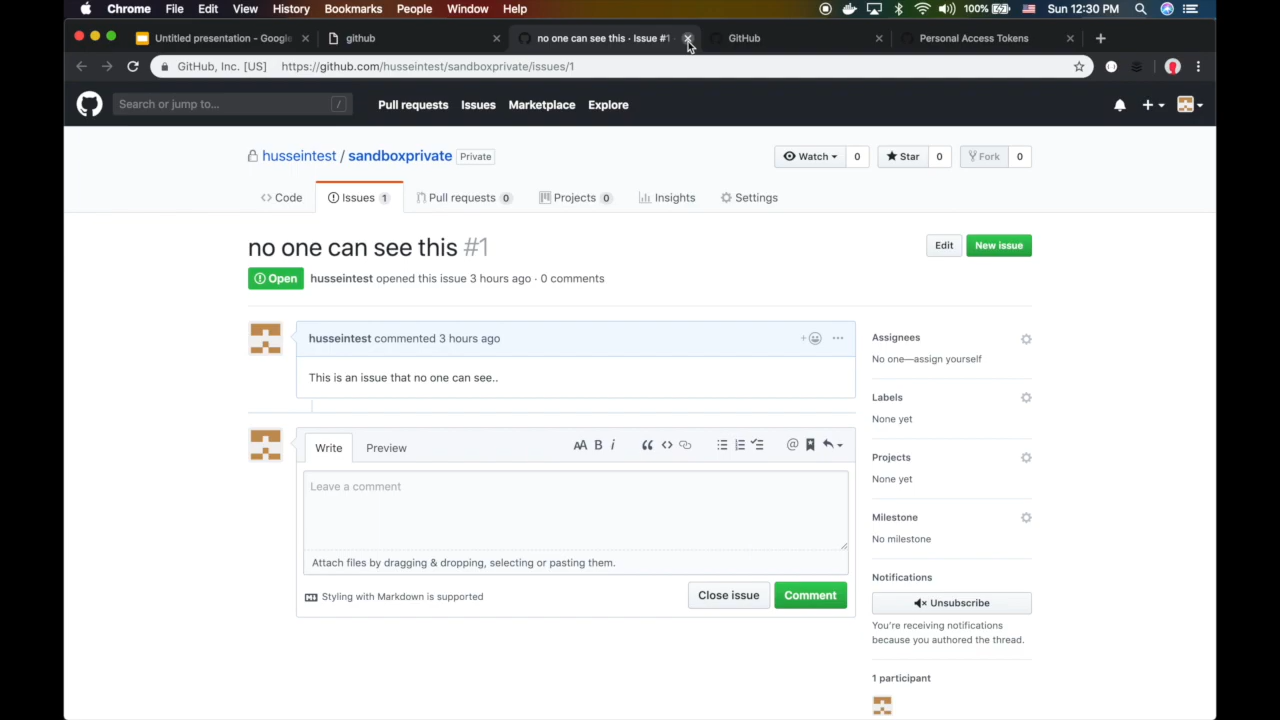 Chrome File Edit View History Bookmarks People Window Help 100% Sun 12:30 PM
Untitled presentation - Google github no one can see this · Issue #1 GitHub Personal Access Tokens
GitHub, Inc. [US] https://github.com/husseintest/sandboxprivate/issues/1
Search or jump to... / Pull requests Issues Marketplace Explore
husseintest / sandboxprivate Private Watch 0 Star 0 Fork 0
Code Issues 1 Pull requests 0 Projects 0 Insights Settings
no one can see this #1 Edit New issue
Open husseintest opened this issue 3 hours ago · 0 comments
husseintest commented 3 hours ago
This is an issue that no one can see..
Write Preview
Leave a comment
Attach files by dragging & dropping, selecting or pasting them.
Styling with Markdown is supported Close issue Comment
Assignees
No one—assign yourself
Labels
None yet
Projects
None yet
Milestone
No milestone
Notifications
Unsubscribe
You're receiving notifications
because you authored the thread.
1 participant